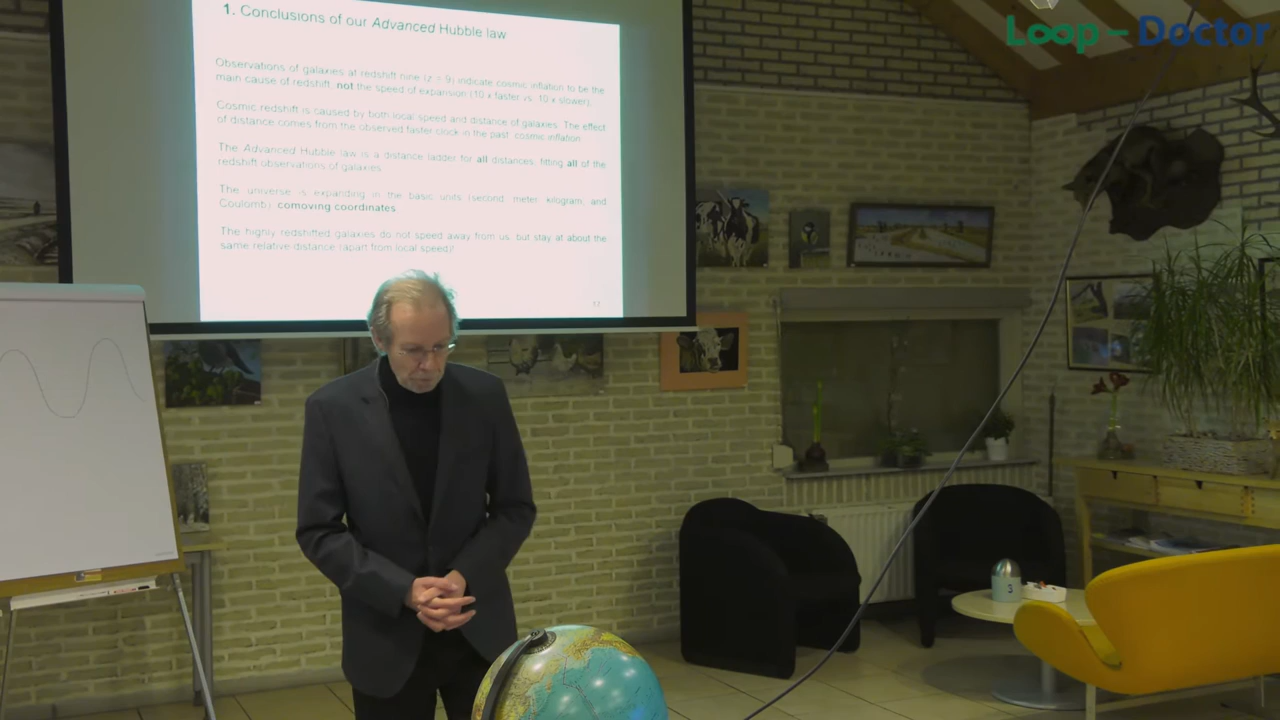 Loop - Doctor
1. Conclusions of our Advanced Hubble law
Observations of galaxies at redshift nine (z = 9) indicate cosmic inflation to be the
main cause of redshift, not the speed of expansion (10 x faster vs. 10 x slower).
Cosmic redshift is caused by both local speed and distance of galaxies. The effect
of distance comes from the observed faster clock in the past: cosmic inflation.
The Advanced Hubble law is a distance ladder for all distances, fitting all of the
redshift observations of galaxies.
The universe is expanding in the basic units (second, meter, kilogram, and
Coulomb): comoving coordinates.
The highly redshifted galaxies do not speed away from us, but stay at about the
same relative distance (apart from local speed)!
17